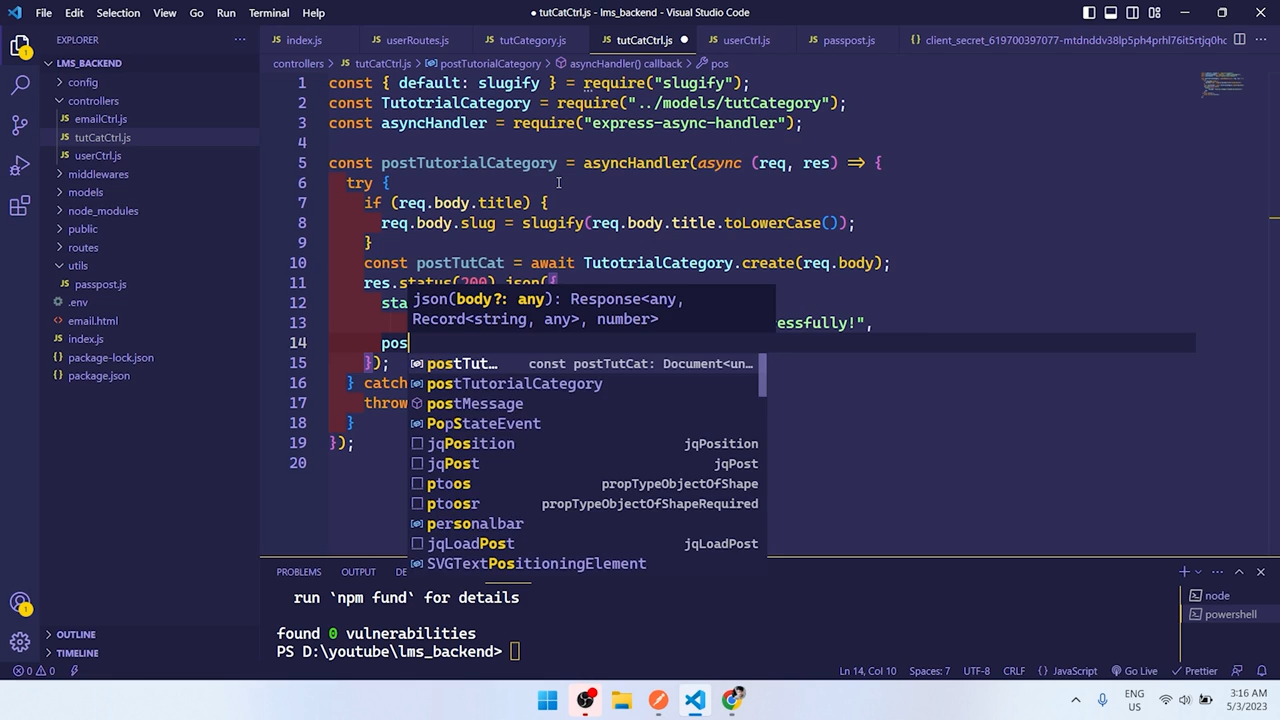 File Edit Selection View Go Run Terminal Help
tutCatCtrl.js - lms_backend - Visual Studio Code
EXPLORER
index.js userRoutes.js tutCategory.js tutCatCtrl.js userCtrl.js passpost.js client_secret_619700397077-mtdnddv38lp5ph4prhl76it5rtjq0hc
LMS_BACKEND
controllers > tutCatCtrl.js > postTutorialCategory > asyncHandler() callback > pos
config
controllers
emailCtrl.js
tutCatCtrl.js
userCtrl.js
middlewares
models
node_modules
public
routes
utils
passpost.js
.env
email.html
index.js
package-lock.json
package.json
OUTLINE
TIMELINE
1 const { default: slugify } = require("slugify");
2 const TutotrialCategory = require("../models/tutCategory");
3 const asyncHandler = require("express-async-handler");
4
5 const postTutorialCategory = asyncHandler(async (req, res) => {
6 try {
7 if (req.body.title) {
8 req.body.slug = slugify(req.body.title.toLowerCase());
9 }
10 const postTutCat = await TutotrialCategory.create(req.body);
11 res.status(200).json({
12 sta
13 essfully!",
14 pos
15 });
16 } catch
17 throw
18 }
19 });
20
json(body?: any): Response<any,
Record<string, any>, number>
postTut... const postTutCat: Document<un...
postTutorialCategory
postMessage
PopStateEvent
jqPosition jqPosition
jqPost jqPost
ptoos propTypeObjectOfShape
ptoosr propTypeObjectOfShapeRequired
personalbar
jqLoadPost jqLoadPost
SVGTextPositioningElement
PROBLEMS OUTPUT DE
run `npm fund` for details
found 0 vulnerabilities
PS D:\youtube\lms_backend>
node
powershell
0 0 Ln 14, Col 10 Spaces: 7 UTF-8 CRLF JavaScript Go Live Prettier
ENG
US
3:16 AM
5/3/2023